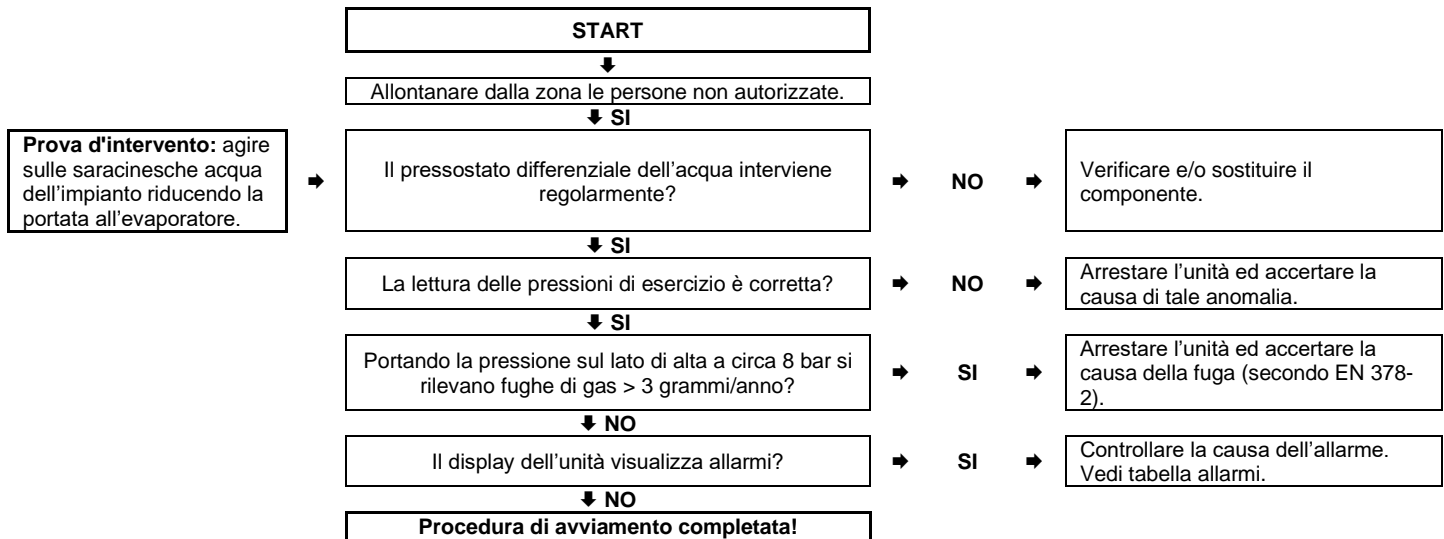 START
Allontanare dalla zona le persone non autorizzate.
SI
Prova d'intervento: agire
sulle saracinesche acqua
dell'impianto riducendo la
portata all'evaporatore.
Il pressostato differenziale dell'acqua interviene
regolarmente?
NO
Verificare e/o sostituire il
componente.
SI
La lettura delle pressioni di esercizio è corretta?
NO
Arrestare l'unità ed accertare la
causa di tale anomalia.
SI
Portando la pressione sul lato di alta a circa 8 bar si
rilevano fughe di gas > 3 grammi/anno?
SI
Arrestare l'unità ed accertare la
causa della fuga (secondo EN 378-
2).
NO
Il display dell'unità visualizza allarmi?
SI
Controllare la causa dell'allarme.
Vedi tabella allarmi.
NO
Procedura di avviamento completata!